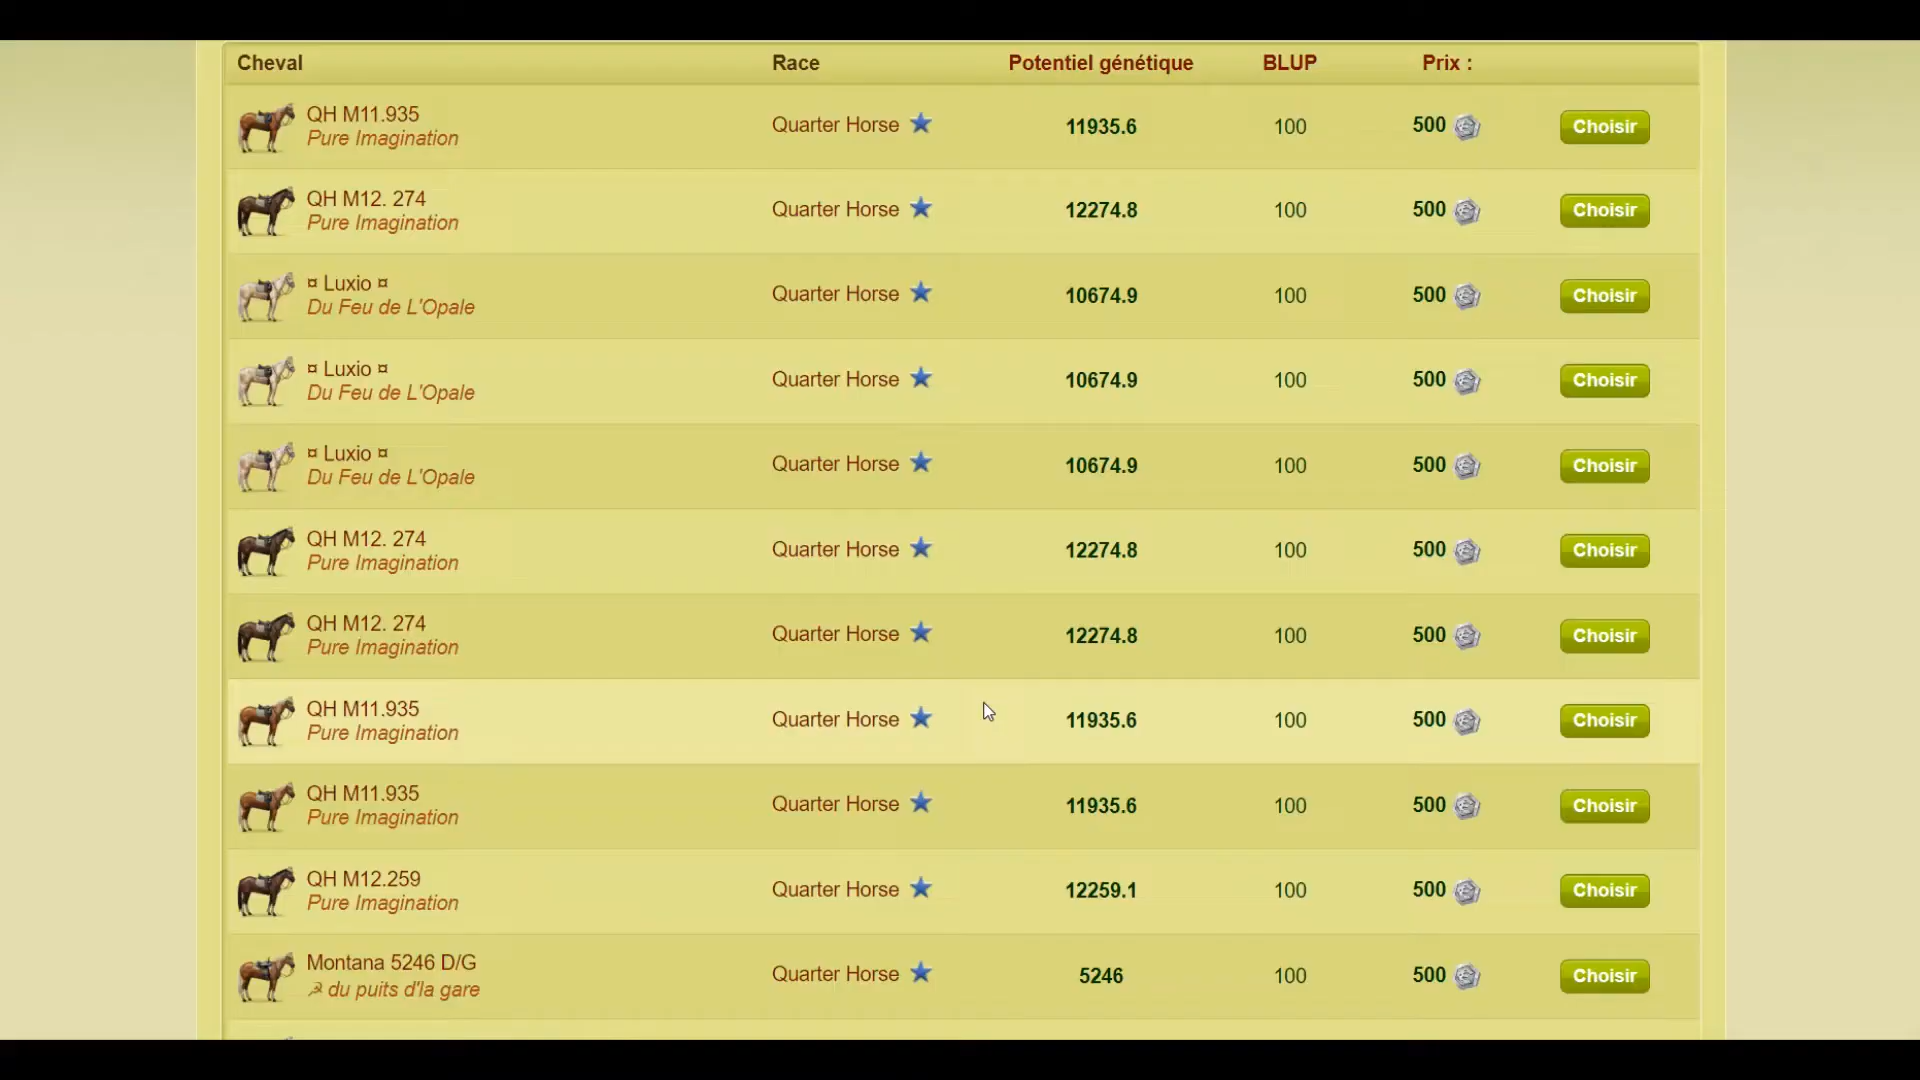 Cheval Race Potentiel génétique BLUP Prix :
QH M11.935
Pure Imagination
Quarter Horse 11935.6 100 500 Choisir
QH M12. 274
Pure Imagination
Quarter Horse 12274.8 100 500 Choisir
¤ Luxio ¤
Du Feu de L'Opale
Quarter Horse 10674.9 100 500 Choisir
¤ Luxio ¤
Du Feu de L'Opale
Quarter Horse 10674.9 100 500 Choisir
¤ Luxio ¤
Du Feu de L'Opale
Quarter Horse 10674.9 100 500 Choisir
QH M12. 274
Pure Imagination
Quarter Horse 12274.8 100 500 Choisir
QH M12. 274
Pure Imagination
Quarter Horse 12274.8 100 500 Choisir
QH M11.935
Pure Imagination
Quarter Horse 11935.6 100 500 Choisir
QH M11.935
Pure Imagination
Quarter Horse 11935.6 100 500 Choisir
QH M12.259
Pure Imagination
Quarter Horse 12259.1 100 500 Choisir
Montana 5246 D/G
☭ du puits d'la gare
Quarter Horse 5246 100 500 Choisir